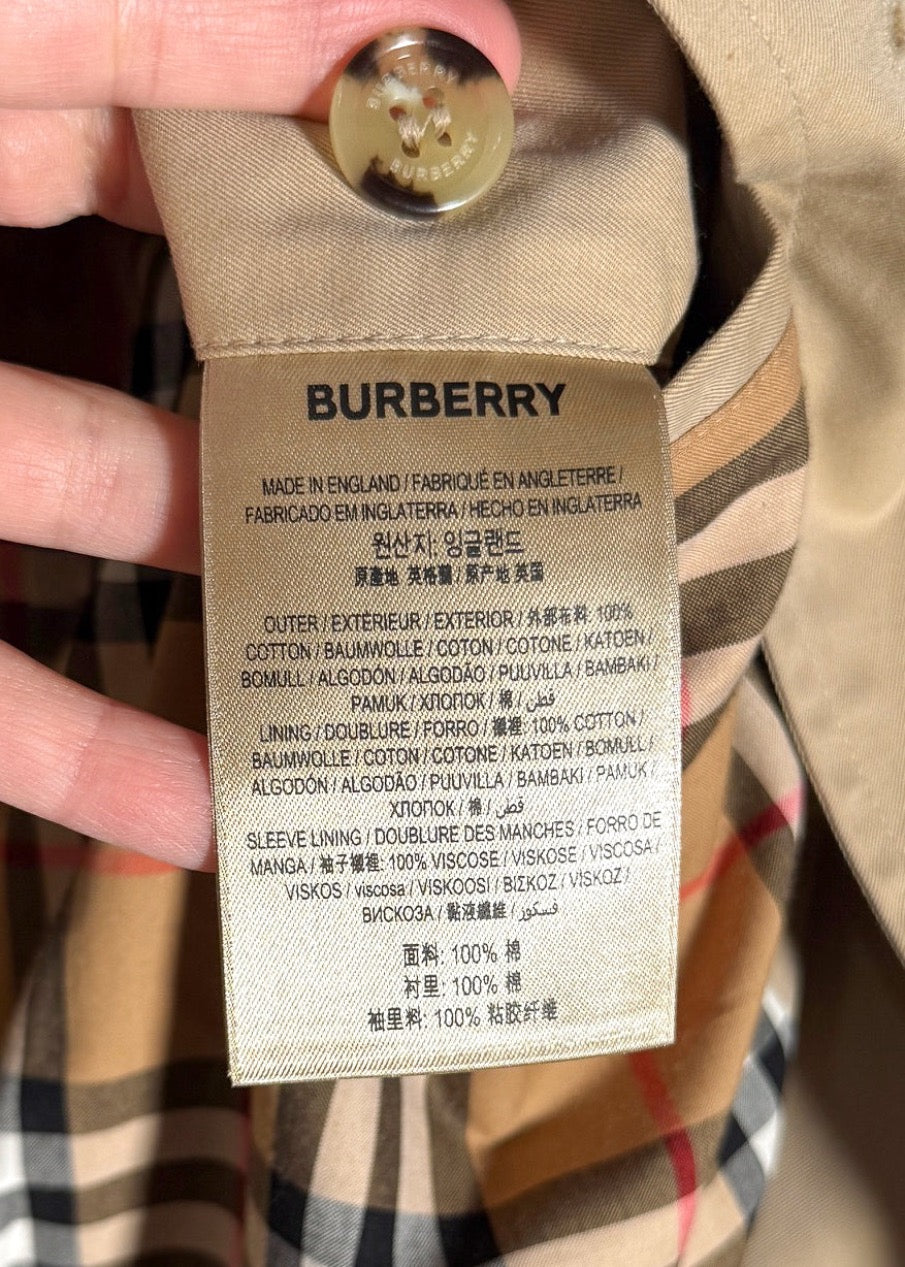 BURBERRY
BURBERRY
BURBERRY
MADE IN ENGLAND / FABRIQUÉ EN ANGLETERRE /
FABRICADO EM INGLATERRA / HECHO EN INGLATERRA
원산지: 잉글랜드
原產地 英格蘭 / 原产地 英国
OUTER / EXTÉRIEUR / EXTERIOR / 外部布料 100%
COTTON / BAUMWOLLE / COTON / COTONE / KATOEN /
BOMULL / ALGODÓN / ALGODÃO / PUUVILLA / BAMBAKI /
PAMUK / ХЛОПОК / 棉 / قطن
LINING / DOUBLURE / FORRO / 襯裡: 100% COTTON /
BAUMWOLLE / COTON / COTONE / KATOEN / BOMULL /
ALGODÓN / ALGODÃO / PUUVILLA / BAMBAKI / PAMUK /
ХЛОПОК / 棉 / قطن
SLEEVE LINING / DOUBLURE DES MANCHES / FORRO DE
MANGA / 袖子襯裡: 100% VISCOSE / VISKOSE / VISCOSA /
VISKOS / viscosa / VISKOOSI / ΒΙΣΚΟΖ / VİSKOZ /
ВИСКОЗА / 黏液纖維 / فسكوز
面料: 100% 棉
衬里: 100% 棉
袖里料: 100% 粘胶纤维